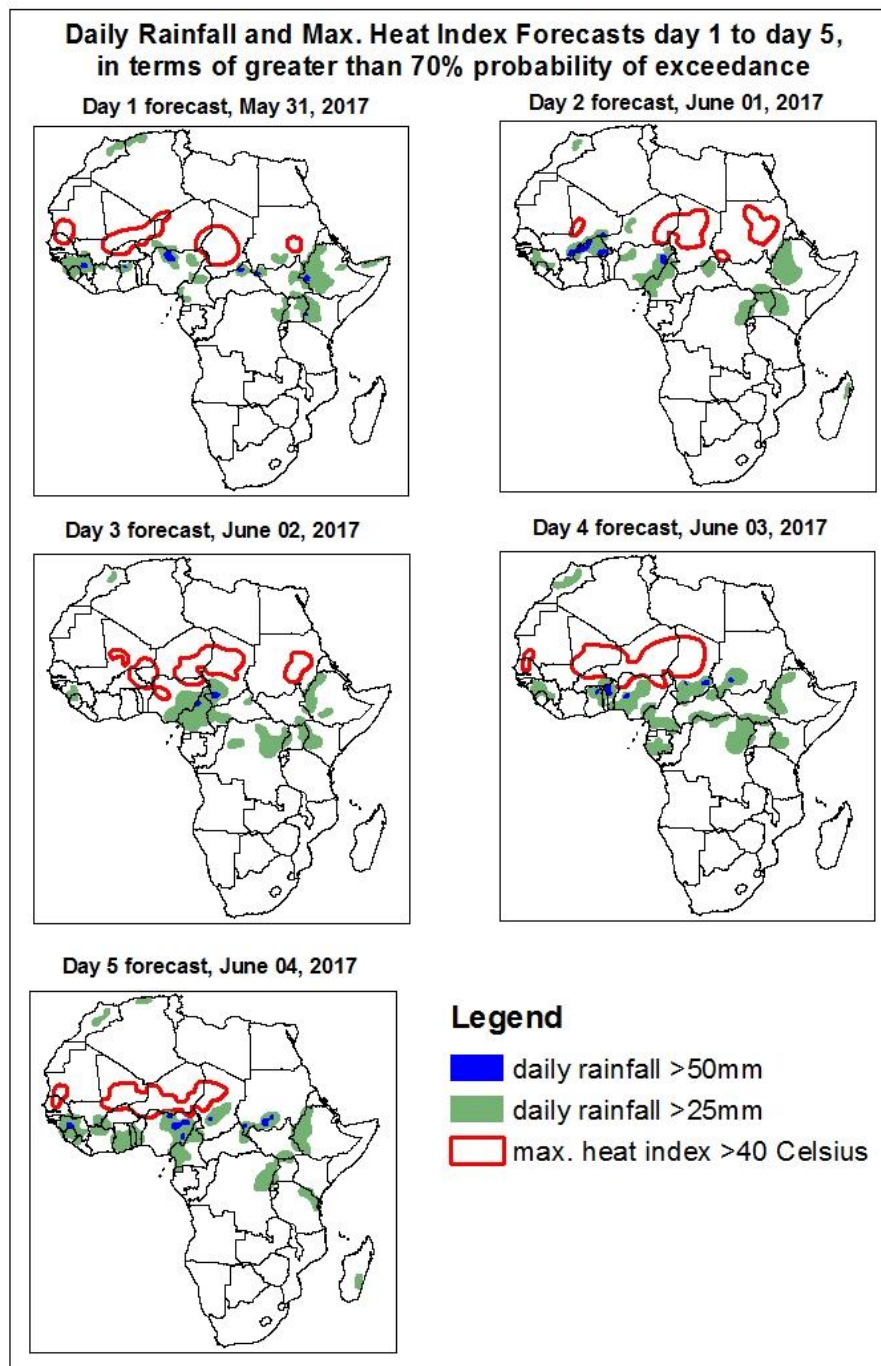 Daily Rainfall and Max. Heat Index Forecasts day 1 to day 5,
in terms of greater than 70% probability of exceedance
Day 1 forecast, May 31, 2017
Day 2 forecast, June 01, 2017
Day 3 forecast, June 02, 2017
Day 4 forecast, June 03, 2017
Day 5 forecast, June 04, 2017
Legend
daily rainfall >50mm
daily rainfall >25mm
max. heat index >40 Celsius